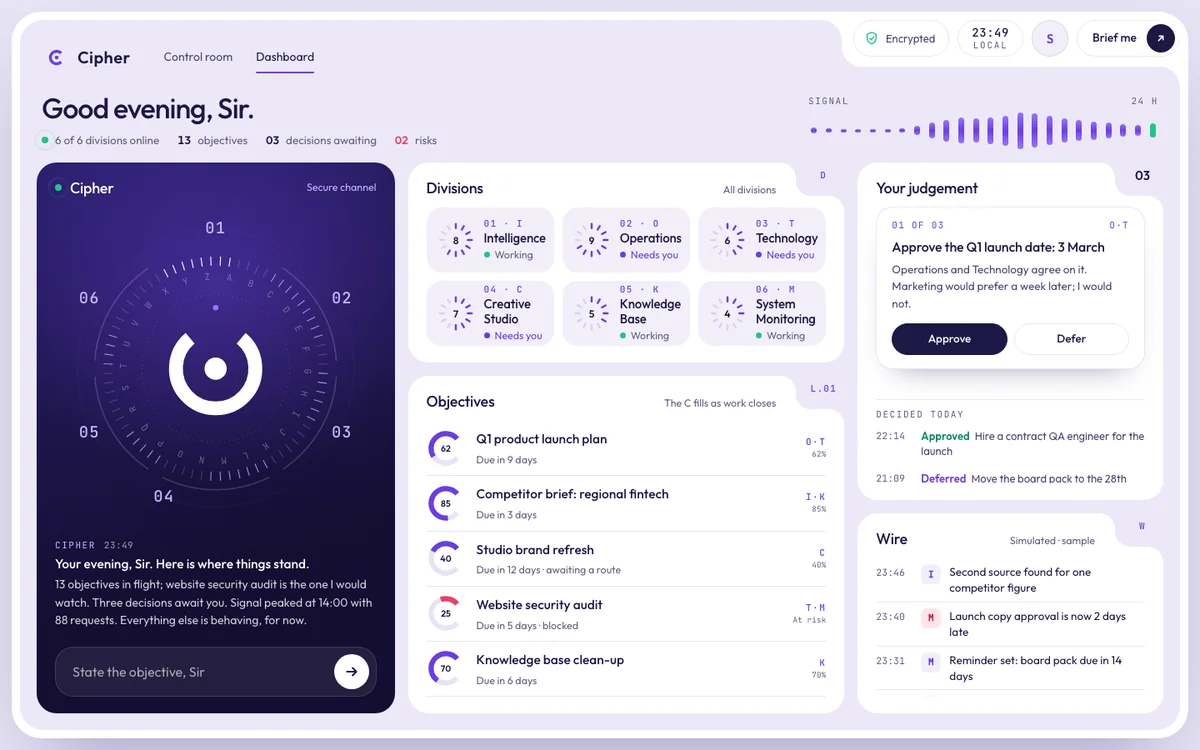 Cipher
Control room
Dashboard
Encrypted
23:49
LOCAL
S
Brief me
Good evening, Sir.
6 of 6 divisions online
13 objectives
03 decisions awaiting
02 risks
SIGNAL
24 H
Cipher
Secure channel
01
02
03
04
05
06
A B C D E F G H I J K L M N O P Q R S T U V W X Y Z
CIPHER 23:49
Your evening, Sir. Here is where things stand.
13 objectives in flight; website security audit is the one I would
watch. Three decisions await you. Signal peaked at 14:00 with
88 requests. Everything else is behaving, for now.
State the objective, Sir
Divisions
All divisions
D
8
01 · I
Intelligence
Working
9
02 · O
Operations
Needs you
6
03 · T
Technology
Needs you
7
04 · C
Creative
Studio
Needs you
5
05 · K
Knowledge
Base
Working
4
06 · M
System
Monitoring
Working
Objectives
The C fills as work closes
L.01
62
Q1 product launch plan
Due in 9 days
O·T
62%
85
Competitor brief: regional fintech
Due in 3 days
I·K
85%
40
Studio brand refresh
Due in 12 days · awaiting a route
C
40%
25
Website security audit
Due in 5 days · blocked
T·M
At risk
70
Knowledge base clean-up
Due in 6 days
K
70%
Your judgement
03
01 OF 03
O·T
Approve the Q1 launch date: 3 March
Operations and Technology agree on it.
Marketing would prefer a week later; I would
not.
Approve
Defer
DECIDED TODAY
22:14 Approved Hire a contract QA engineer for the
launch
21:09 Deferred Move the board pack to the 28th
Wire
Simulated · sample
W
23:46 I Second source found for one
competitor figure
23:40 M Launch copy approval is now 2 days
late
23:31 M Reminder set: board pack due in 14
days